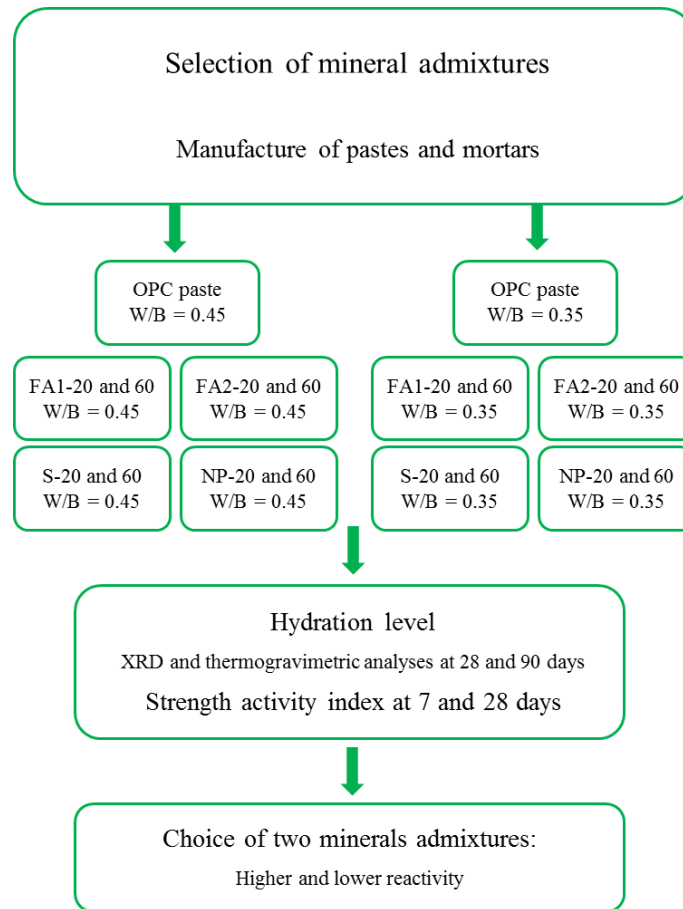 Selection of mineral admixtures
Manufacture of pastes and mortars
OPC paste
W/B = 0.45
OPC paste
W/B = 0.35
FA1-20 and 60
W/B = 0.45
FA2-20 and 60
W/B = 0.45
FA1-20 and 60
W/B = 0.35
FA2-20 and 60
W/B = 0.35
S-20 and 60
W/B = 0.45
NP-20 and 60
W/B = 0.45
S-20 and 60
W/B = 0.35
NP-20 and 60
W/B = 0.35
Hydration level
XRD and thermogravimetric analyses at 28 and 90 days
Strength activity index at 7 and 28 days
Choice of two minerals admixtures:
Higher and lower reactivity